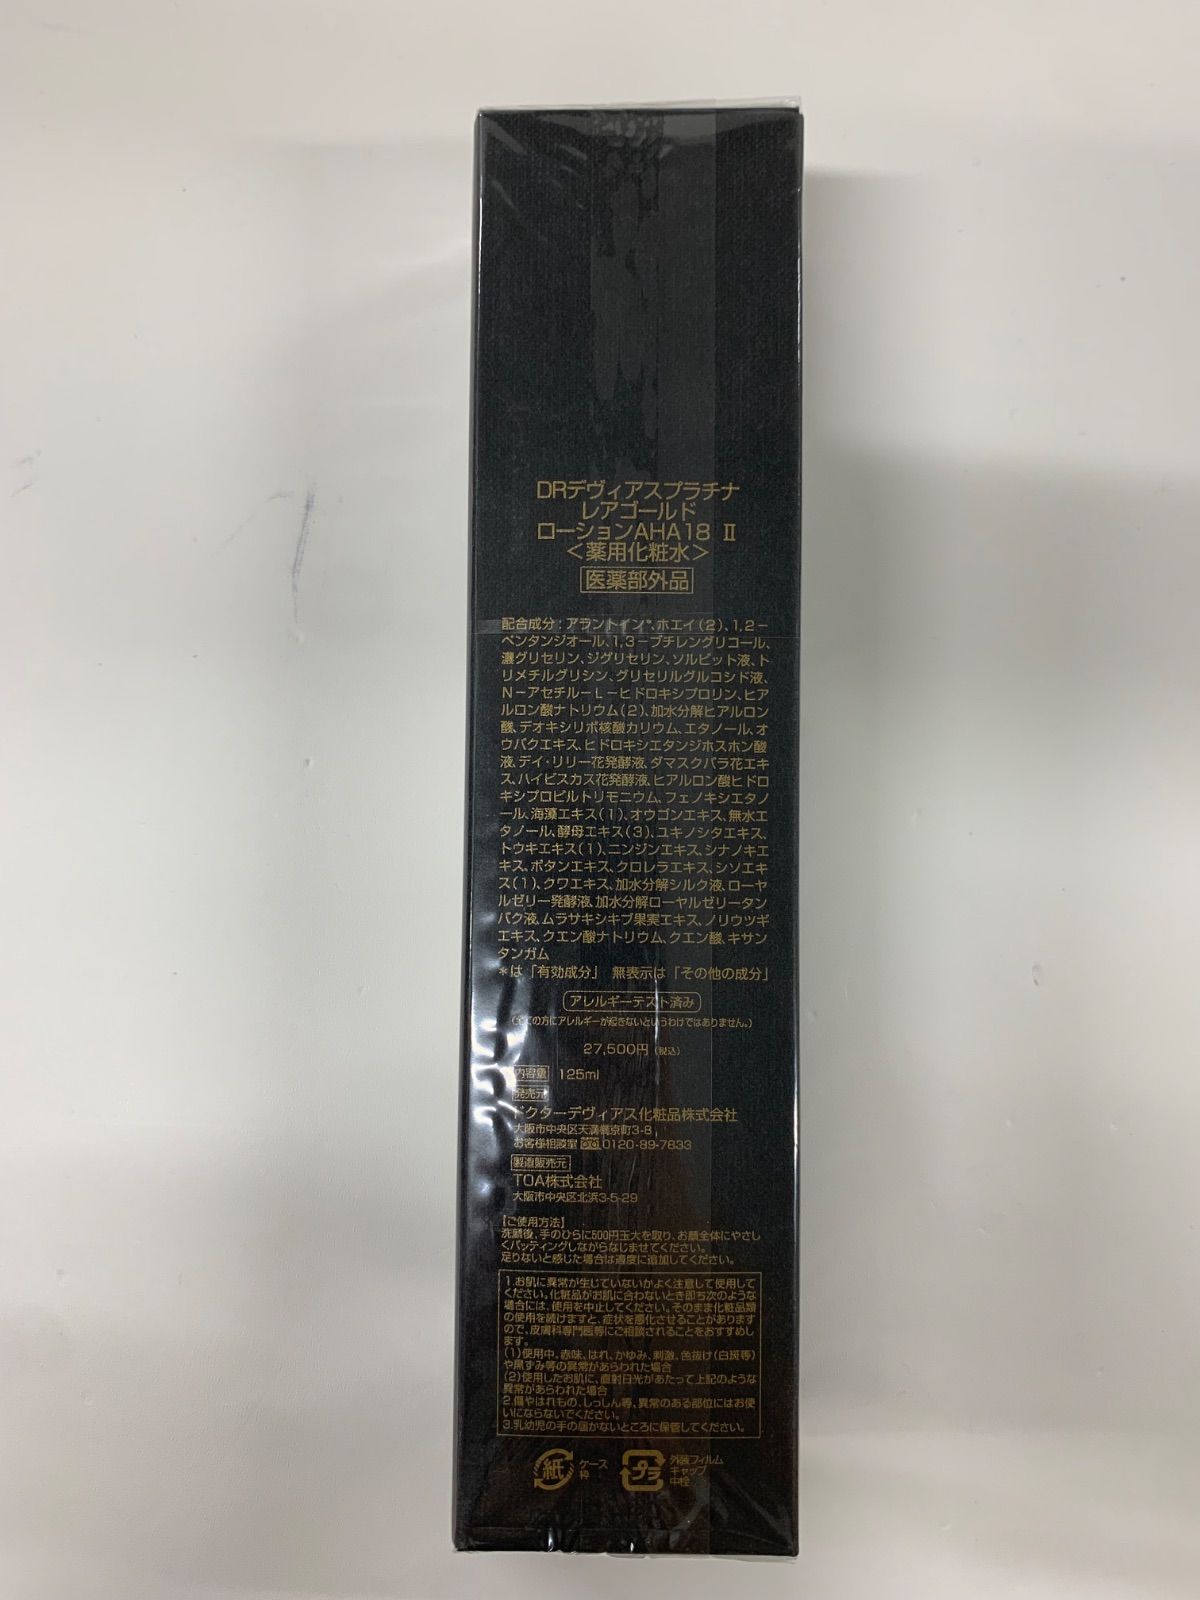 DRデヴィアスプラチナ
レアゴールド
ローションAHA18 Ⅱ
＜薬用化粧水＞
医薬部外品
配合成分：アラントイン*、ホエイ(2)、1,2－
ペンタンジオール、1,3－ブチレングリコール、
濃グリセリン、ジグリセリン、ソルビット液、ト
リメチルグリシン、グリセリルグルコシド液、
N－アセチル－L－ヒドロキシプロリン、ヒア
ルロン酸ナトリウム(2)、加水分解ヒアルロン
酸、デオキシリボ核酸カリウム、エタノール、オ
ウバクエキス、ヒドロキシエタンジホスホン酸
液、デイ・リリー花発酵液、ダマスクバラ花エキ
ス、ハイビスカス花発酵液、ヒアルロン酸ヒドロ
キシプロピルトリモニウム、フェノキシエタノ
ール、海藻エキス(1)、オウゴンエキス、無水エ
タノール、酵母エキス(3)、ユキノシタエキス、
トウキエキス(1)、ニンジンエキス、シナノキエ
キス、ボタンエキス、クロレラエキス、シソエキ
ス(1)、クワエキス、加水分解シルク液、ローヤ
ルゼリー発酵液、加水分解ローヤルゼリータン
パク液、ムラサキシキブ果実エキス、ノリウツギ
エキス、クエン酸ナトリウム、クエン酸、キサン
タンガム
＊は「有効成分」 無表示は「その他の成分」
アレルギーテスト済み
(全ての方にアレルギーが起きないというわけではありません。)
27,500円（税込）
内容量 125ml
発売元
ドクターデヴィアス化粧品株式会社
大阪市中央区天満橋京町3-8
お客様相談室 0120-89-7833
製造販売元
TOA株式会社
大阪市中央区北浜3-5-29
【ご使用方法】
洗顔後、手のひらに500円玉大を取り、お顔全体にやさし
くパッティングしながらなじませてください。
足りないと感じた場合は適度に追加してください。
1.お肌に異常が生じていないかよく注意して使用して
ください。化粧品がお肌に合わないとき即ち次のような
場合には、使用を中止してください。そのまま化粧品類
の使用を続けますと、症状を悪化させることがあります
ので、皮膚科専門医等にご相談されることをおすすめし
ます。
(1)使用中、赤味、はれ、かゆみ、刺激、色抜け(白斑等)
や黒ずみ等の異常があらわれた場合
(2)使用したお肌に、直射日光があたって上記のような
異常があらわれた場合
2.傷やはれもの、しっしん等、異常のある部位にはお使
いにならないでください。
3.乳幼児の手の届かないところに保管してください。
紙 ケース
枠
プラ 外装フィルム
キャップ
中栓